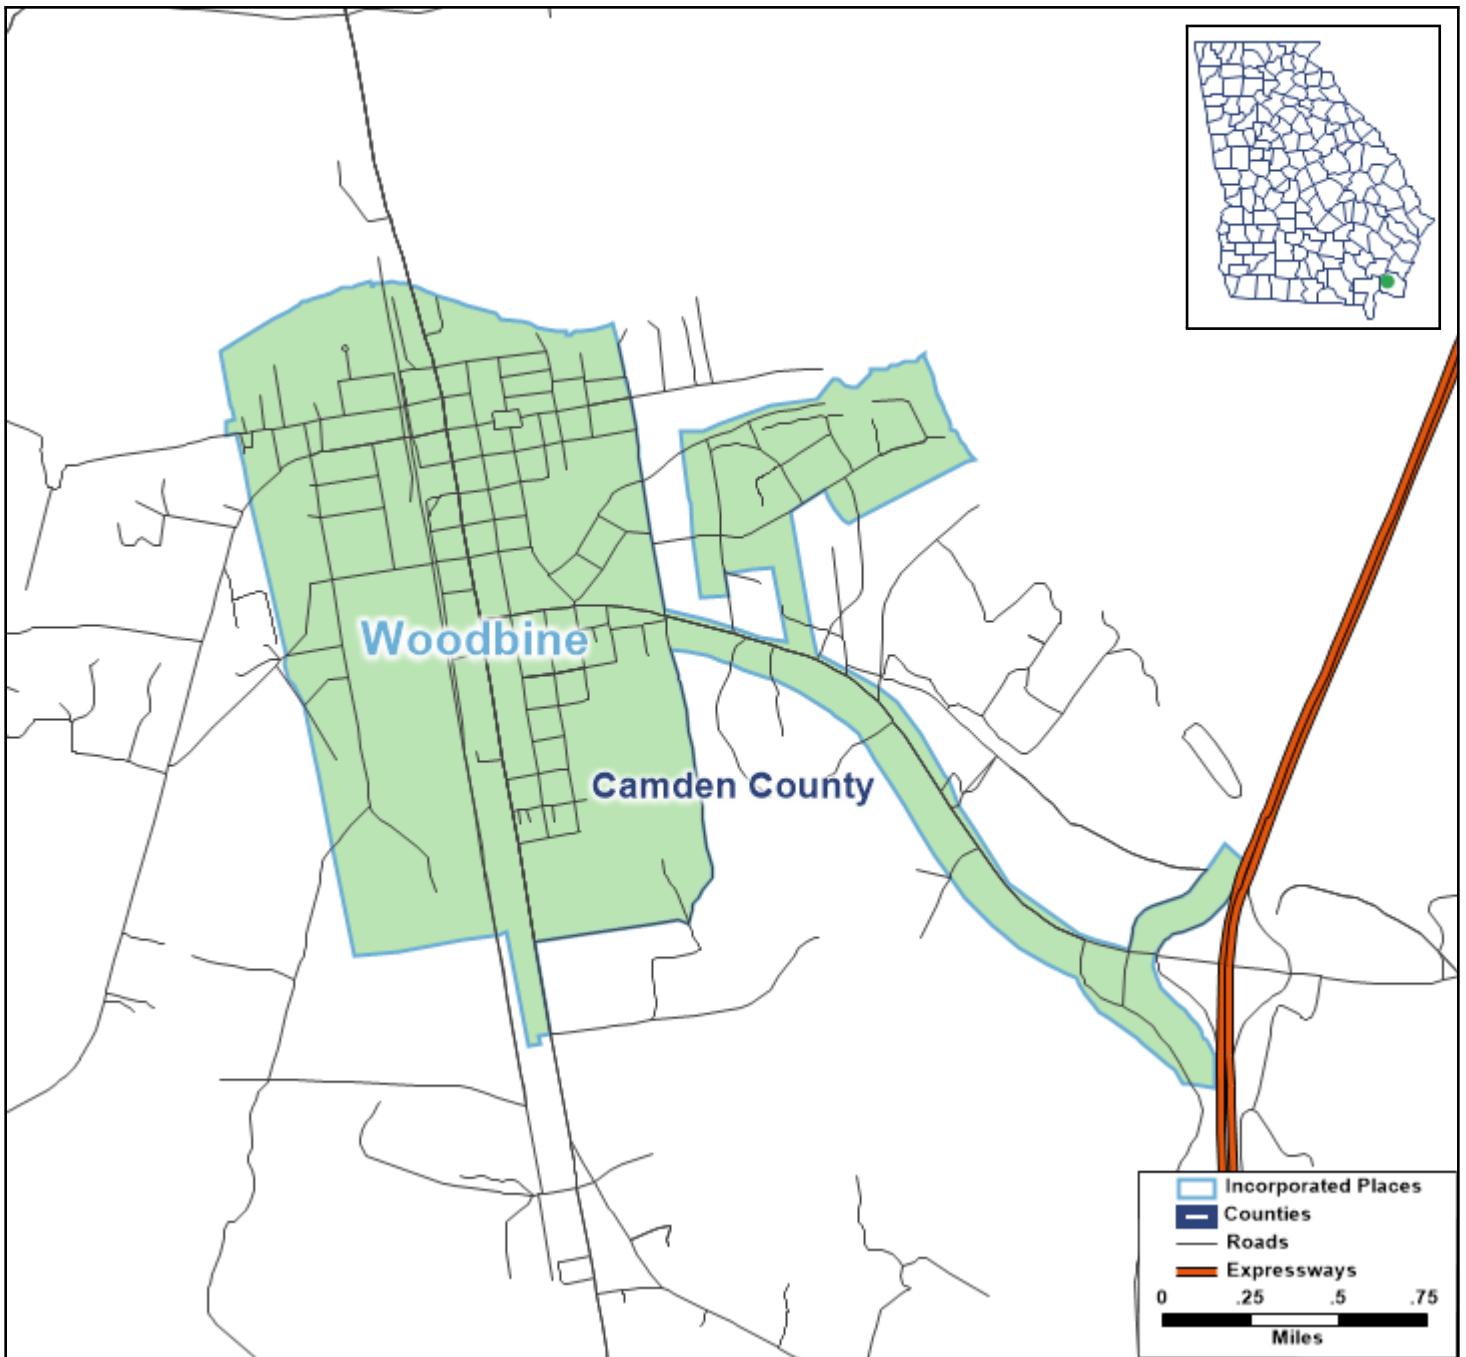 Woodbine
Camden County
Incorporated Places
Counties
Roads
Expressways
0 .25 .5 .75
Miles